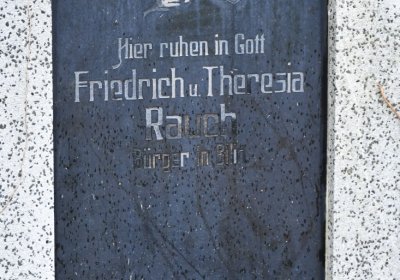 Hier ruhen in Gott
Friedrich u. Theresia
Rauch
Bürger in